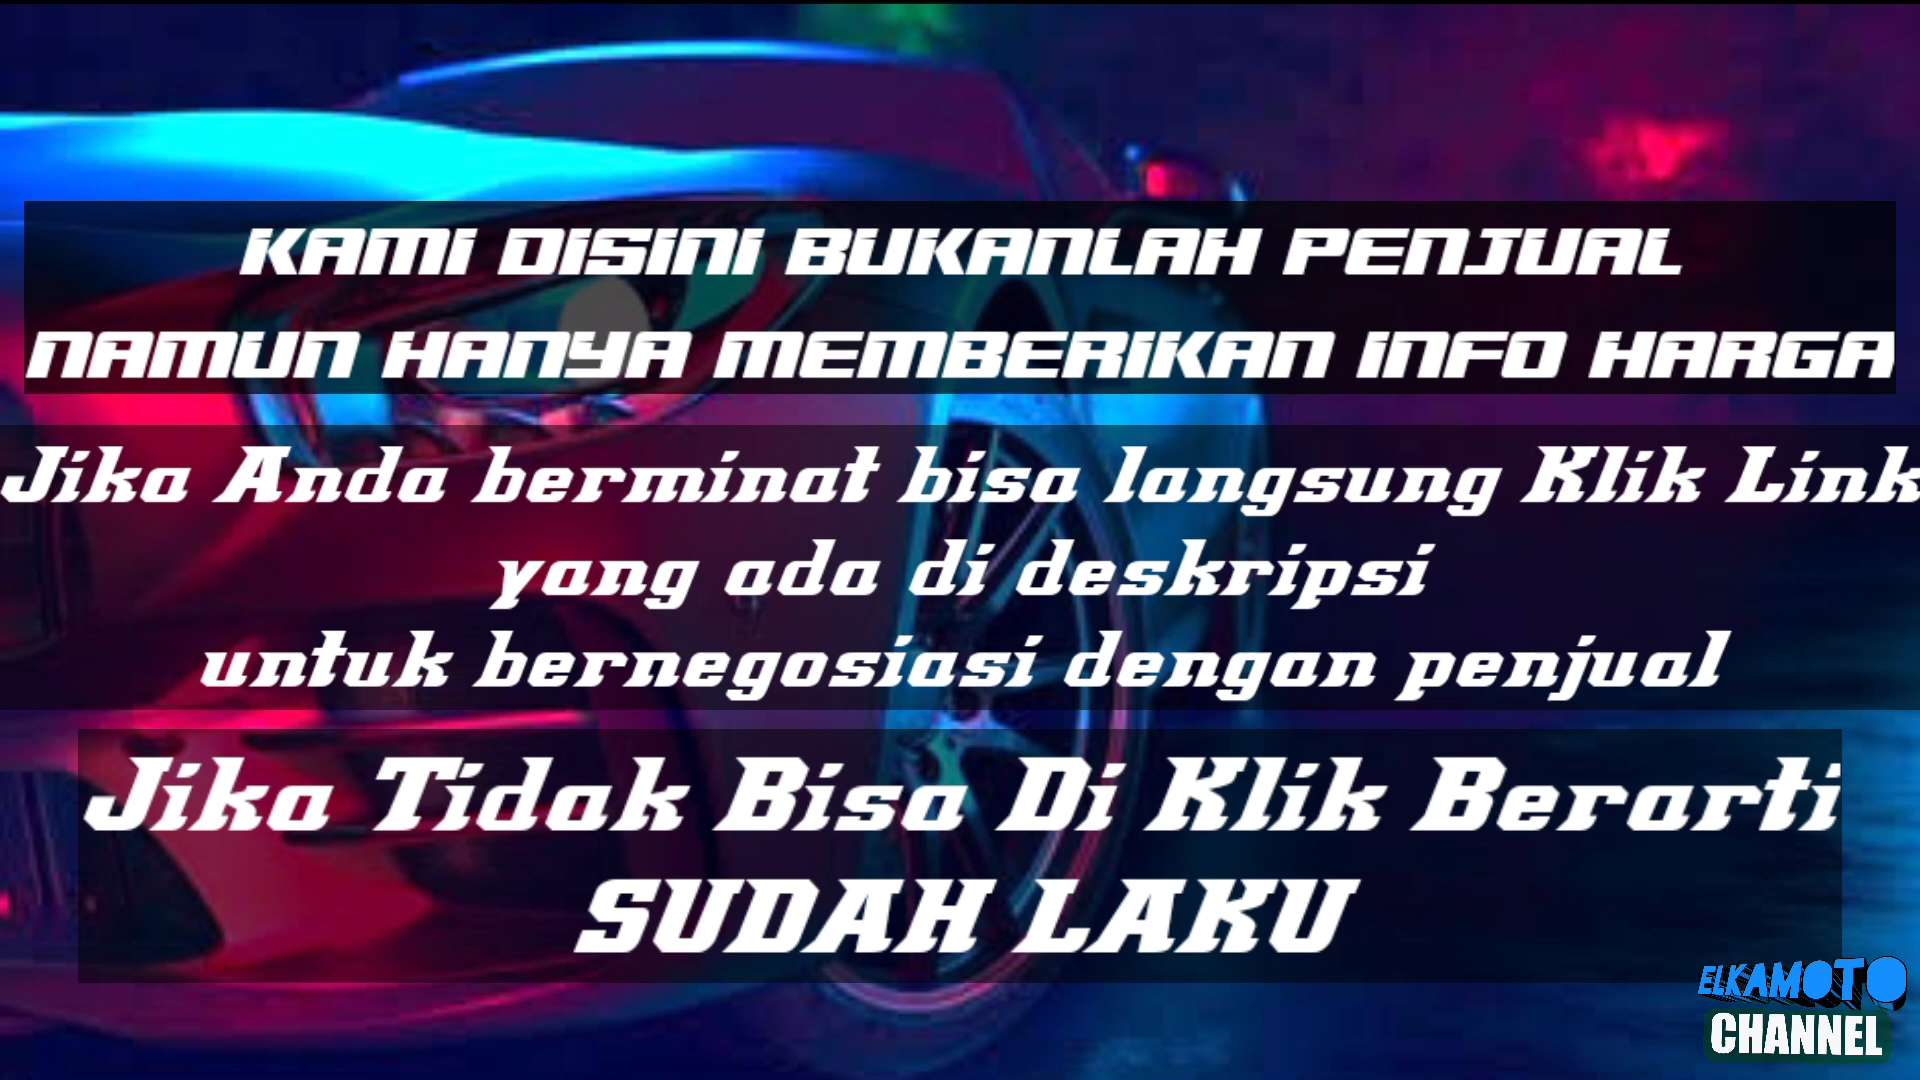 KAMI DISINI BUKANLAH PENJUAL
NAMUN HANYA MEMBERIKAN INFO HARGA
Jika Anda berminat bisa langsung Klik Link
yang ada di deskripsi
untuk bernegosiasi dengan penjual
Jika Tidak Bisa Di Klik Berarti
SUDAH LAKU
ELKAMOTO
CHANNEL